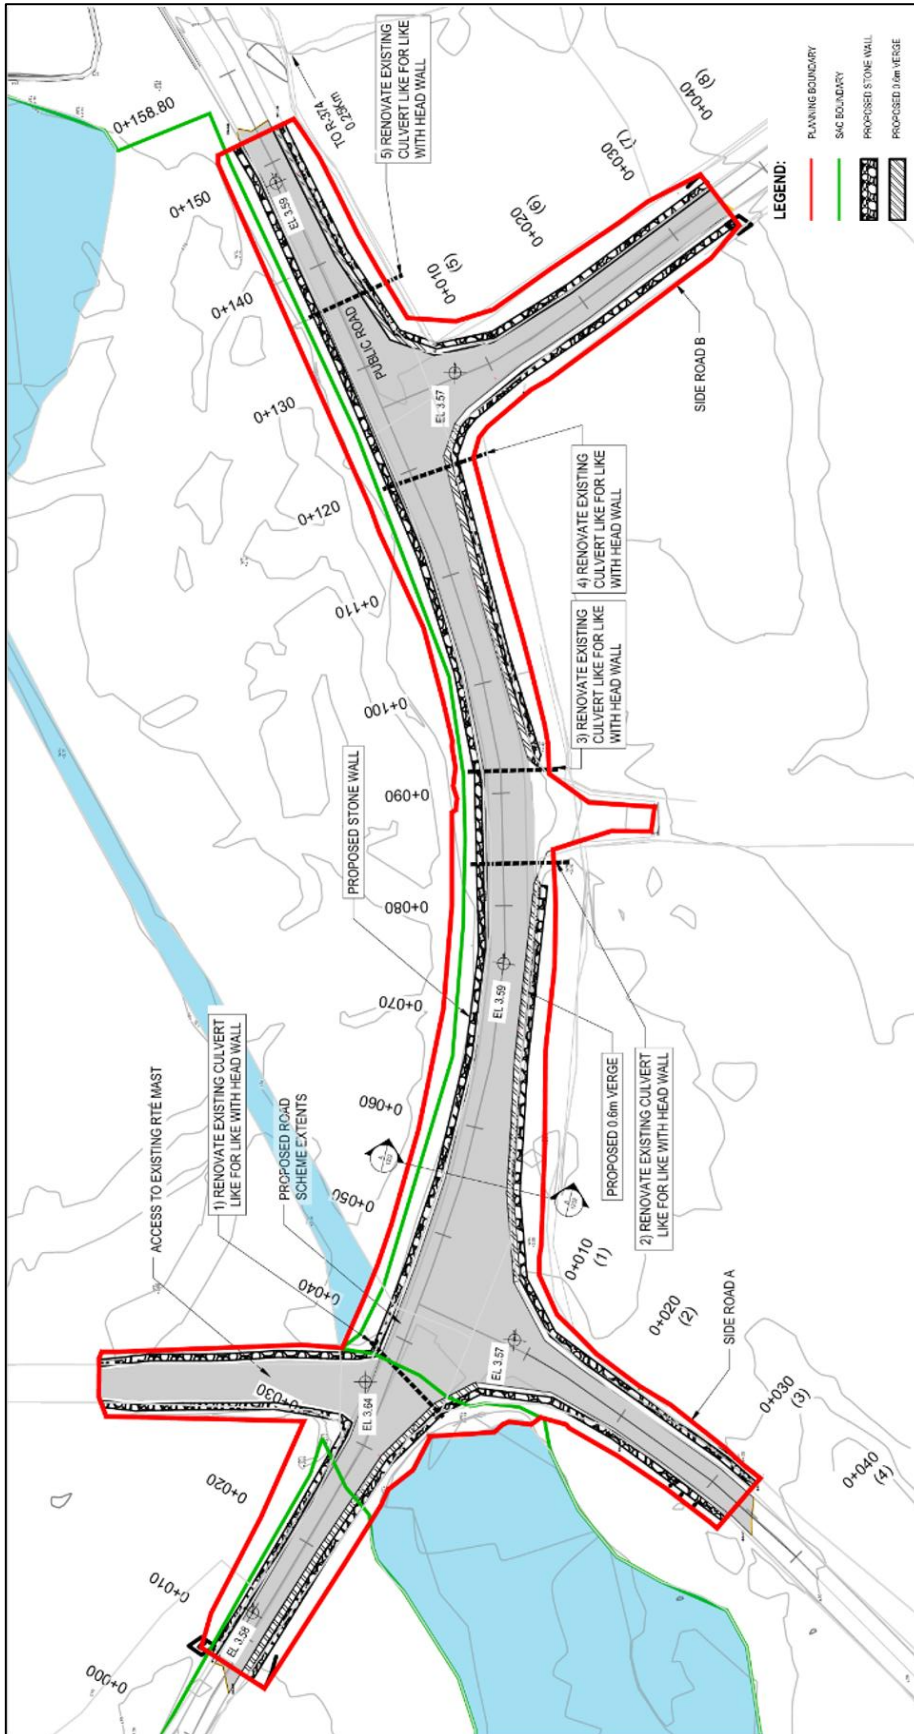 0+158.80
0+150
0+140
0+130
0+120
0+110
0+100
0+090
0+080
0+070
0+060
0+050
0+040
0+030
0+020
0+010
0+000
TO R-374
0.25Km
5) RENOVATE EXISTING
CULVERT LIKE FOR LIKE
WITH HEAD WALL
EL 3.59
PUBLIC ROAD
EL 3.57
0+010
(5)
0+020
(6)
0+030
(7)
0+040
(8)
SIDE ROAD B
4) RENOVATE EXISTING
CULVERT LIKE FOR LIKE
WITH HEAD WALL
3) RENOVATE EXISTING
CULVERT LIKE FOR LIKE
WITH HEAD WALL
PROPOSED STONE WALL
EL 3.59
PROPOSED 0.6m VERGE
2) RENOVATE EXISTING CULVERT
LIKE FOR LIKE WITH HEAD WALL
ACCESS TO EXISTING RTÉ MAST
1) RENOVATE EXISTING CULVERT
LIKE FOR LIKE WITH HEAD WALL
PROPOSED ROAD
SCHEME EXTENTS
A
A
EL 3.64
EL 3.57
EL 3.58
0+010
(1)
0+020
(2)
0+030
(3)
0+040
(4)
SIDE ROAD A
LEGEND:
PLANNING BOUNDARY
SAC BOUNDARY
PROPOSED STONE WALL
PROPOSED 0.6m VERGE